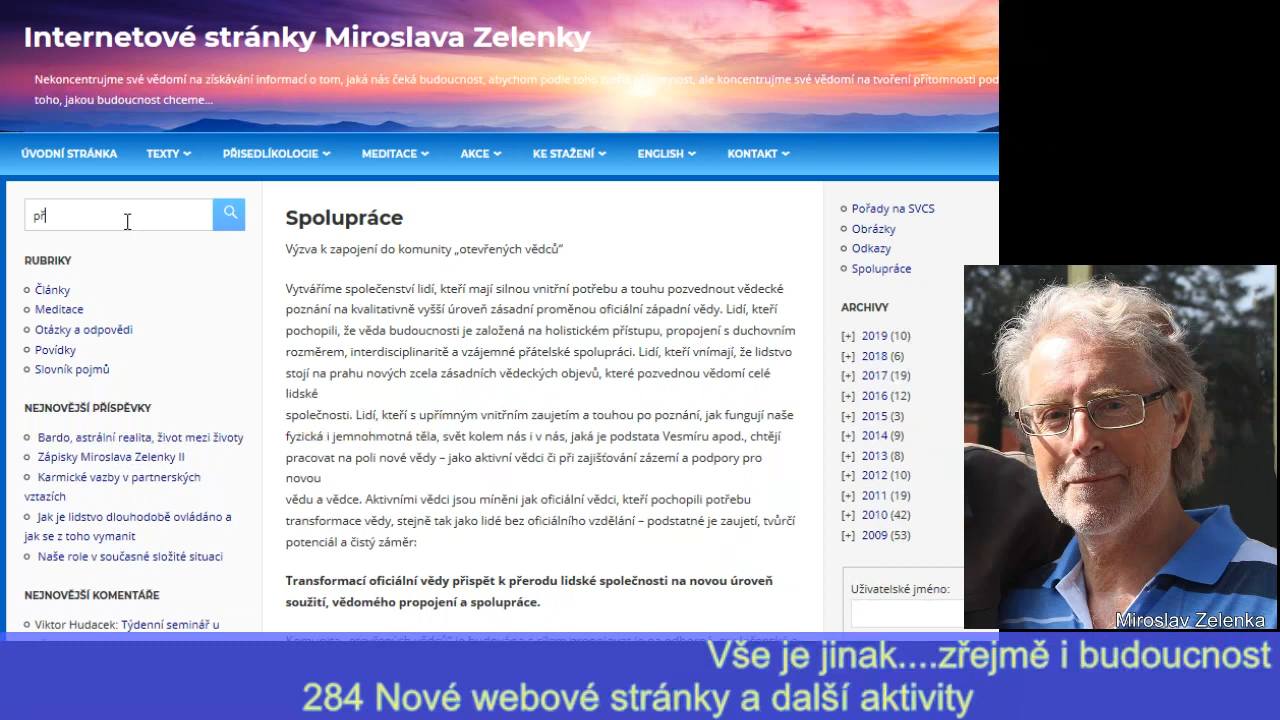 Internetové stránky Miroslava Zelenky
Nekoncentrujme své vědomí na získávání informací o tom, jaká nás čeká budoucnost, abychom podle toho tvořili přítomnost, ale koncentrujme své vědomí na tvoření přítomnosti pod
toho, jakou budoucnost chceme...
ÚVODNÍ STRÁNKA TEXTY PŘISEDLÍKOLOGIE MEDITACE AKCE KE STAŽENÍ ENGLISH KONTAKT
př
RUBRIKY
Články
Meditace
Otázky a odpovědi
Povídky
Slovník pojmů
NEJNOVĚJŠÍ PŘÍSPĚVKY
Bardo, astrální realita, život mezi životy
Zápisky Miroslava Zelenky II
Karmické vazby v partnerských
vztazích
Jak je lidstvo dlouhodobě ovládáno a
jak se z toho vymanit
Naše role v současné složité situaci
NEJNOVĚJŠÍ KOMENTÁŘE
Viktor Hudacek: Týdenní seminář u
Spolupráce
Výzva k zapojení do komunity „otevřených vědců“
Vytváříme společenství lidí, kteří mají silnou vnitřní potřebu a touhu pozvednout vědecké
poznání na kvalitativně vyšší úroveň zásadní proměnou oficiální západní vědy. Lidí, kteří
pochopili, že věda budoucnosti je založená na holistickém přístupu, propojení s duchovním
rozměrem, interdisciplinaritě a vzájemné přátelské spolupráci. Lidí, kteří vnímají, že lidstvo
stojí na prahu nových zcela zásadních vědeckých objevů, které pozvednou vědomí celé
lidské
společnosti. Lidí, kteří s upřímným vnitřním zaujetím a touhou po poznání, jak fungují naše
fyzická i jemnohmotná těla, svět kolem nás i v nás, jaká je podstata Vesmíru apod., chtějí
pracovat na poli nové vědy – jako aktivní vědci či při zajišťování zázemí a podpory pro
novou
vědu a vědce. Aktivními vědci jsou míněni jak oficiální vědci, kteří pochopili potřebu
transformace vědy, stejně tak jako lidé bez oficiálního vzdělání – podstatné je zaujetí, tvůrčí
potenciál a čistý záměr:
Transformací oficiální vědy přispět k přerodu lidské společnosti na novou úroveň
soužití, vědomého propojení a spolupráce.
Pořady na SVCS
Obrázky
Odkazy
Spolupráce
ARCHIVY
[+] 2019 (10)
[+] 2018 (6)
[+] 2017 (19)
[+] 2016 (12)
[+] 2015 (3)
[+] 2014 (9)
[+] 2013 (8)
[+] 2012 (10)
[+] 2011 (19)
[+] 2010 (42)
[+] 2009 (53)
Uživatelské jméno:
Miroslav Zelenka
Vše je jinak....zřejmě i budoucnost
284 Nové webové stránky a další aktivity